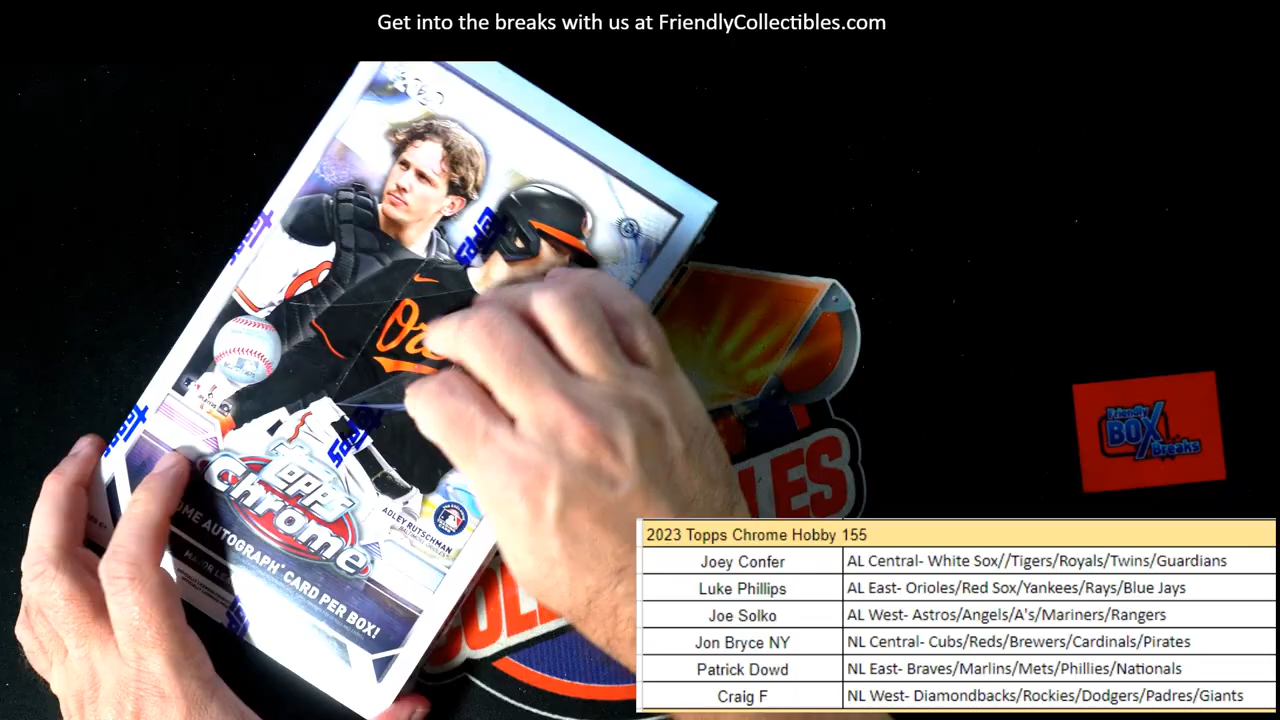 Get into the breaks with us at FriendlyCollectibles.com
topps
topps
topps
topps
Topps
Chrome
ADLEY RUTSCHMAN
AUTOGRAPH CARD PER BOX!
Friendly
BOX
Breaks
2023 Topps Chrome Hobby 155
Joey Confer AL Central- White Sox//Tigers/Royals/Twins/Guardians
Luke Phillips AL East- Orioles/Red Sox/Yankees/Rays/Blue Jays
Joe Solko AL West- Astros/Angels/A's/Mariners/Rangers
Jon Bryce NY NL Central- Cubs/Reds/Brewers/Cardinals/Pirates
Patrick Dowd NL East- Braves/Marlins/Mets/Phillies/Nationals
Craig F NL West- Diamondbacks/Rockies/Dodgers/Padres/Giants